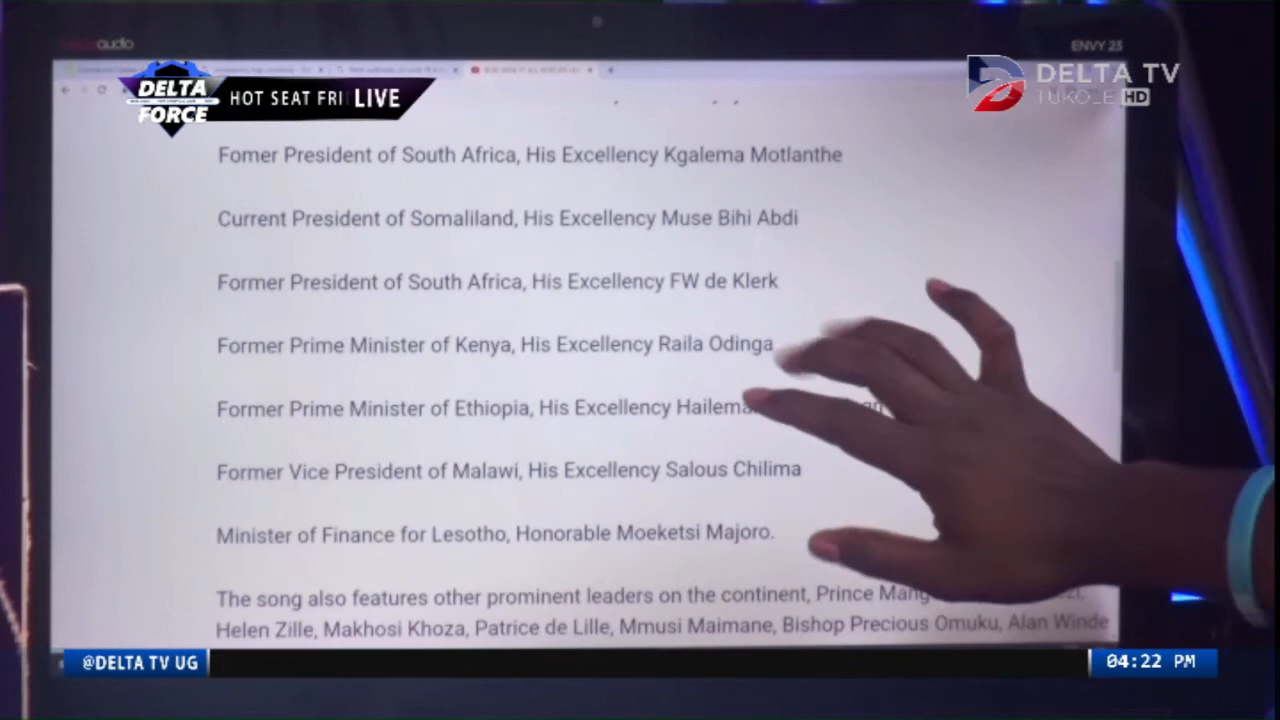 audio
ENVY 23
DELTA
FORCE
HOT SEAT FRI
LIVE
DELTA TV
TUKOLE HD
Fomer President of South Africa, His Excellency Kgalema Motlanthe
Current President of Somaliland, His Excellency Muse Bihi Abdi
Former President of South Africa, His Excellency FW de Klerk
Former Prime Minister of Kenya, His Excellency Raila Odinga
Former Prime Minister of Ethiopia, His Excellency
Former Vice President of Malawi, His Excellency Salous Chilima
Minister of Finance for Lesotho, Honorable Moeketsi Majoro.
The song also features other prominent leaders on the continent, Prince
Helen Zille, Makhosi Khoza, Patrice de Lille, Mmusi Maimane, Bishop Precious Omuku, Alan Winde
@DELTA TV UG
04:22 PM